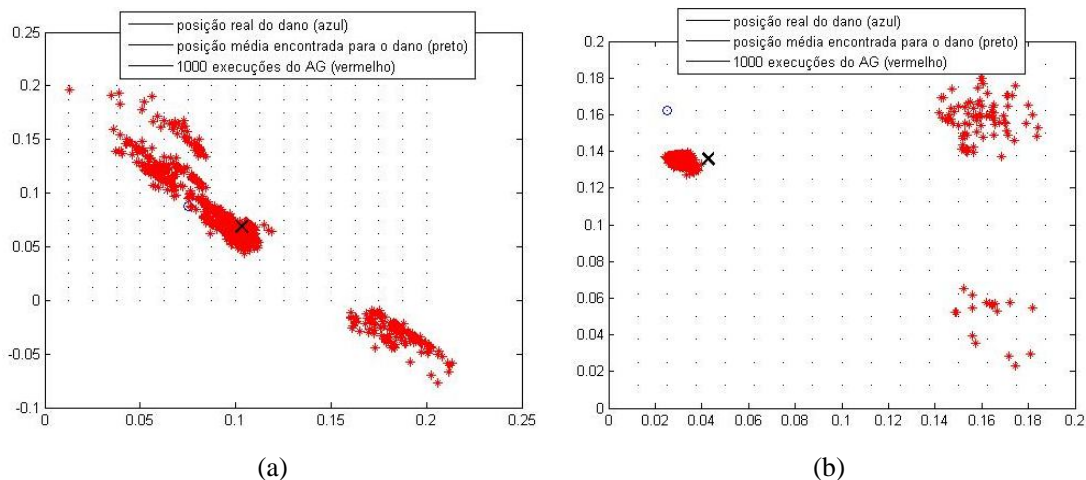 posição real do dano (azul)
posição média encontrada para o dano (preto)
1000 execuções do AG (vermelho)
0.25
0.2
0.15
0.1
0.05
0
-0.05
-0.1
0 0.05 0.1 0.15 0.2 0.25
(a)
posição real do dano (azul)
posição média encontrada para o dano (preto)
1000 execuções do AG (vermelho)
0.2
0.18
0.16
0.14
0.12
0.1
0.08
0.06
0.04
0.02
0
0 0.02 0.04 0.06 0.08 0.1 0.12 0.14 0.16 0.18 0.2
(b)